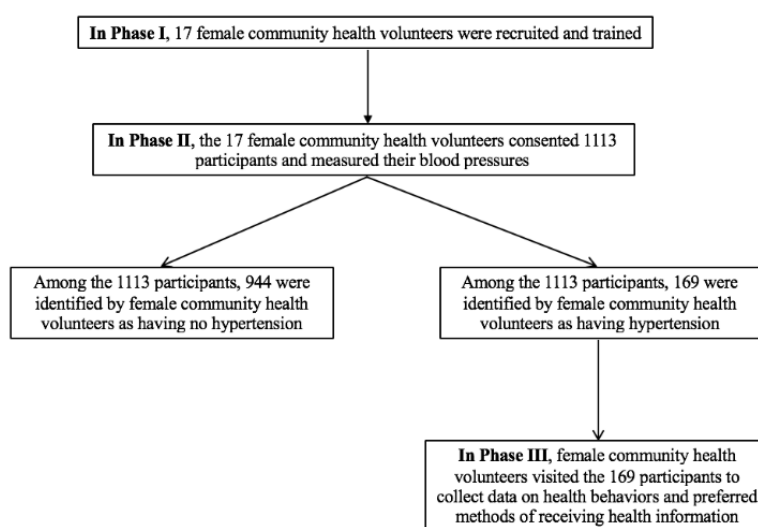 In Phase I, 17 female community health volunteers were recruited and trained
In Phase II, the 17 female community health volunteers consented 1113
participants and measured their blood pressures
Among the 1113 participants, 944 were
identified by female community health
volunteers as having no hypertension
Among the 1113 participants, 169 were
identified by female community health
volunteers as having hypertension
In Phase III, female community health
volunteers visited the 169 participants to
collect data on health behaviors and preferred
methods of receiving health information